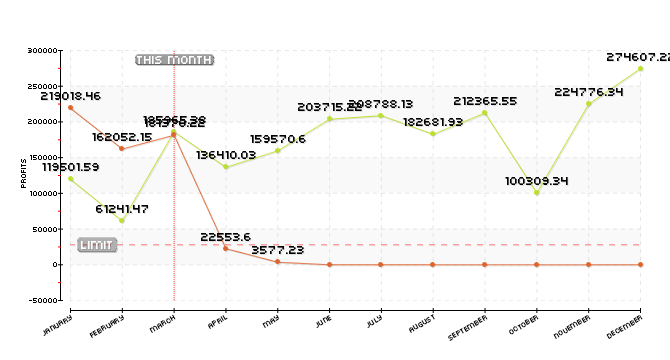 THIS MONTH
300000
274607.22
250000
224776.34
219018.46
212365.55
208788.13
203715.22
200000
185965.38
182681.93
162052.15
159570.6
150000
136410.03
119501.59
100309.34
100000
61241.47
50000
LIMIT
22553.6
3577.23
0
-50000
PROFITS
JANUARY
FEBRUARY
MARCH
APRIL
MAY
JUNE
JULY
AUGUST
SEPTEMBER
OCTOBER
NOVEMBER
DECEMBER